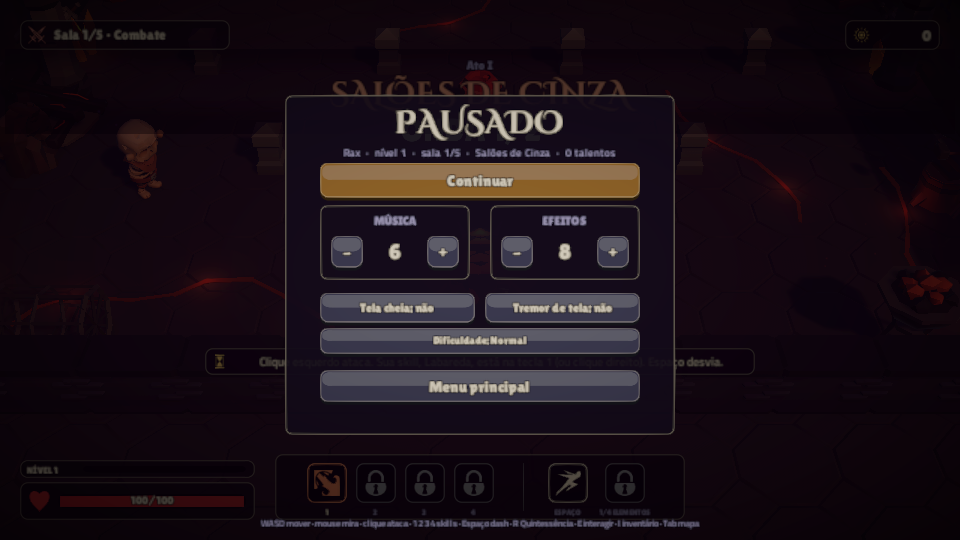 Sala 1/5 • Combate
0
Ato I
SALÕES DE CINZA
PAUSADO
Rax • nível 1 • sala 1/5 • Salões de Cinza • 0 talentos
Continuar
MÚSICA
EFEITOS
- 6 +
- 8 +
Tela cheia: não
Tremor de tela: não
Dificuldade: Normal
Menu principal
NÍVEL 1
100/100
1
2
3
4
ESPAÇO
1/4 ELEMENTOS
WASD mover · mouse mira · clique ataca · 1 2 3 4 skills · Espaço dash · R Quintessência · E interagir · I inventário · Tab mapa